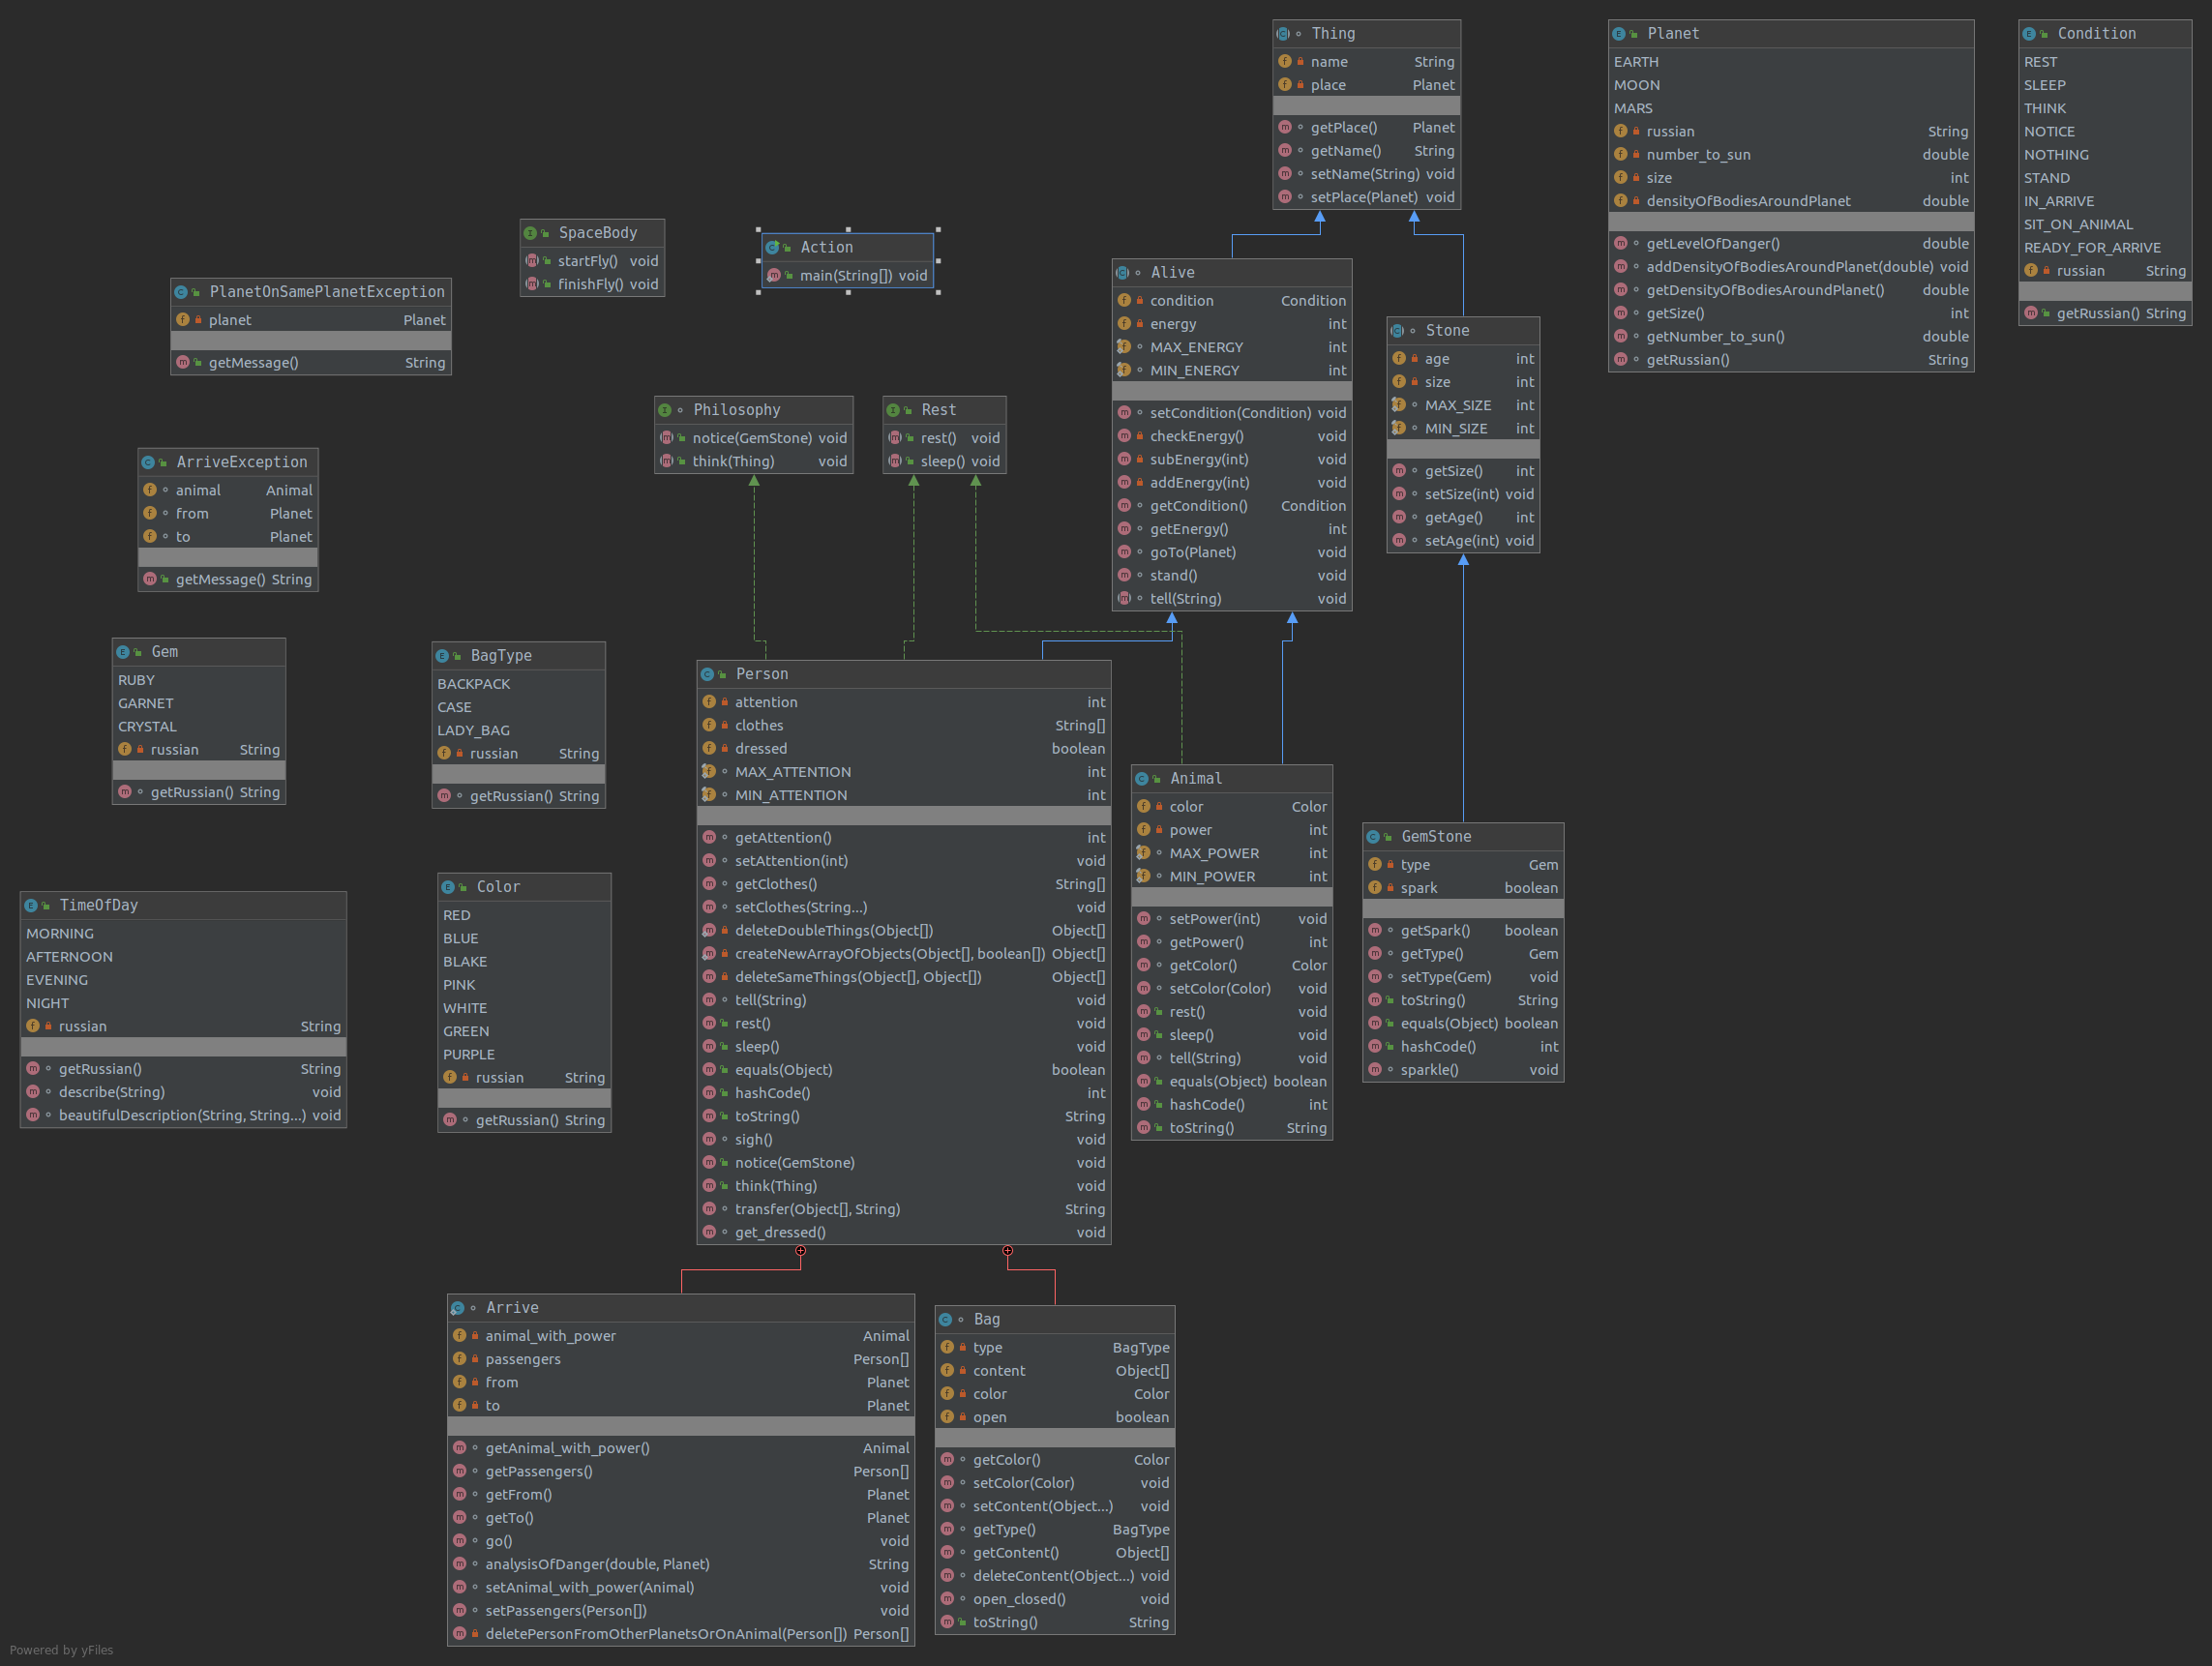 Thing
name String
place Planet
getPlace() Planet
getName() String
setName(String) void
setPlace(Planet) void
Planet
EARTH
MOON
MARS
russian String
number_to_sun double
size int
densityOfBodiesAroundPlanet double
getLevelOfDanger() double
addDensityOfBodiesAroundPlanet(double) void
getDensityOfBodiesAroundPlanet() double
getSize() int
getNumber_to_sun() double
getRussian() String
Condition
REST
SLEEP
THINK
NOTICE
NOTHING
STAND
IN_ARRIVE
SIT_ON_ANIMAL
READY_FOR_ARRIVE
russian String
getRussian() String
SpaceBody
startFly() void
finishFly() void
Action
main(String[]) void
PlanetOnSamePlanetException
planet Planet
getMessage() String
Alive
condition Condition
energy int
MAX_ENERGY int
MIN_ENERGY int
setCondition(Condition) void
checkEnergy() void
subEnergy(int) void
addEnergy(int) void
getCondition() Condition
getEnergy() int
goTo(Planet) void
stand() void
tell(String) void
Stone
age int
size int
MAX_SIZE int
MIN_SIZE int
getSize() int
setSize(int) void
getAge() int
setAge(int) void
Philosophy
notice(GemStone) void
think(Thing) void
Rest
rest() void
sleep() void
ArriveException
animal Animal
from Planet
to Planet
getMessage() String
Gem
RUBY
GARNET
CRYSTAL
russian String
getRussian() String
BagType
BACKPACK
CASE
LADY_BAG
russian String
getRussian() String
Person
attention int
clothes String[]
dressed boolean
MAX_ATTENTION int
MIN_ATTENTION int
getAttention() int
setAttention(int) void
getClothes() String[]
setClothes(String...) void
deleteDoubleThings(Object[]) Object[]
createNewArrayOfObjects(Object[], boolean[]) Object[]
deleteSameThings(Object[], Object[]) Object[]
tell(String) void
rest() void
sleep() void
equals(Object) boolean
hashCode() int
toString() String
sigh() void
notice(GemStone) void
think(Thing) void
transfer(Object[], String) String
get_dressed() void
Animal
color Color
power int
MAX_POWER int
MIN_POWER int
setPower(int) void
getPower() int
getColor() Color
setColor(Color) void
rest() void
sleep() void
tell(String) void
equals(Object) boolean
hashCode() int
toString() String
GemStone
type Gem
spark boolean
getSpark() boolean
getType() Gem
setType(Gem) void
toString() String
equals(Object) boolean
hashCode() int
sparkle() void
TimeOfDay
MORNING
AFTERNOON
EVENING
NIGHT
russian String
getRussian() String
describe(String) void
beautifulDescription(String, String...) void
Color
RED
BLUE
BLAKE
PINK
WHITE
GREEN
PURPLE
russian String
getRussian() String
Arrive
animal_with_power Animal
passengers Person[]
from Planet
to Planet
getAnimal_with_power() Animal
getPassengers() Person[]
getFrom() Planet
getTo() Planet
go() void
analysisOfDanger(double, Planet) String
setAnimal_with_power(Animal) void
setPassengers(Person[]) void
deletePersonFromOtherPlanetsOrOnAnimal(Person[]) Person[]
Bag
type BagType
content Object[]
color Color
open boolean
getColor() Color
setColor(Color) void
setContent(Object...) void
getType() BagType
getContent() Object[]
deleteContent(Object...) void
open_closed() void
toString() String
Powered by yFiles